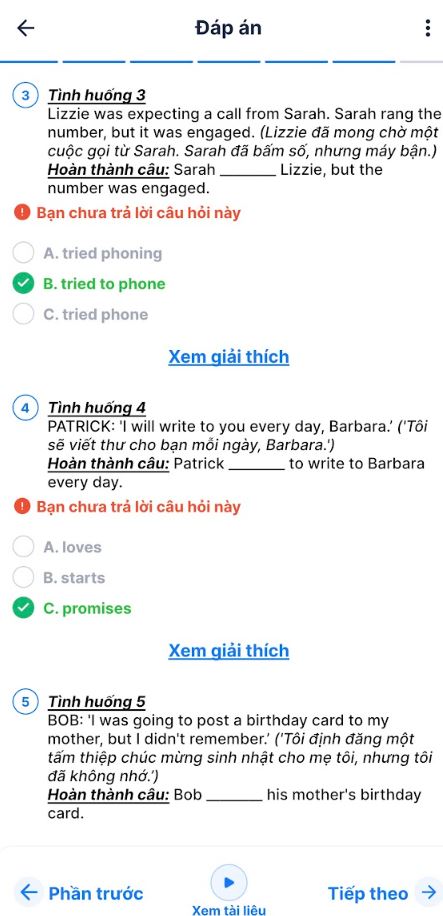 Đáp án
3 Tình huống 3
Lizzie was expecting a call from Sarah. Sarah rang the
number, but it was engaged. (Lizzie đã mong chờ một
cuộc gọi từ Sarah. Sarah đã bấm số, nhưng máy bận.)
Hoàn thành câu: Sarah ________ Lizzie, but the
number was engaged.
! Bạn chưa trả lời câu hỏi này
A. tried phoning
B. tried to phone
C. tried phone
Xem giải thích
4 Tình huống 4
PATRICK: 'I will write to you every day, Barbara.' ('Tôi
sẽ viết thư cho bạn mỗi ngày, Barbara.')
Hoàn thành câu: Patrick ________ to write to Barbara
every day.
! Bạn chưa trả lời câu hỏi này
A. loves
B. starts
C. promises
Xem giải thích
5 Tình huống 5
BOB: 'I was going to post a birthday card to my
mother, but I didn't remember.' ('Tôi định đăng một
tấm thiệp chúc mừng sinh nhật cho mẹ tôi, nhưng tôi
đã không nhớ.')
Hoàn thành câu: Bob ________ his mother's birthday
card.
Phần trước
Xem tài liệu
Tiếp theo